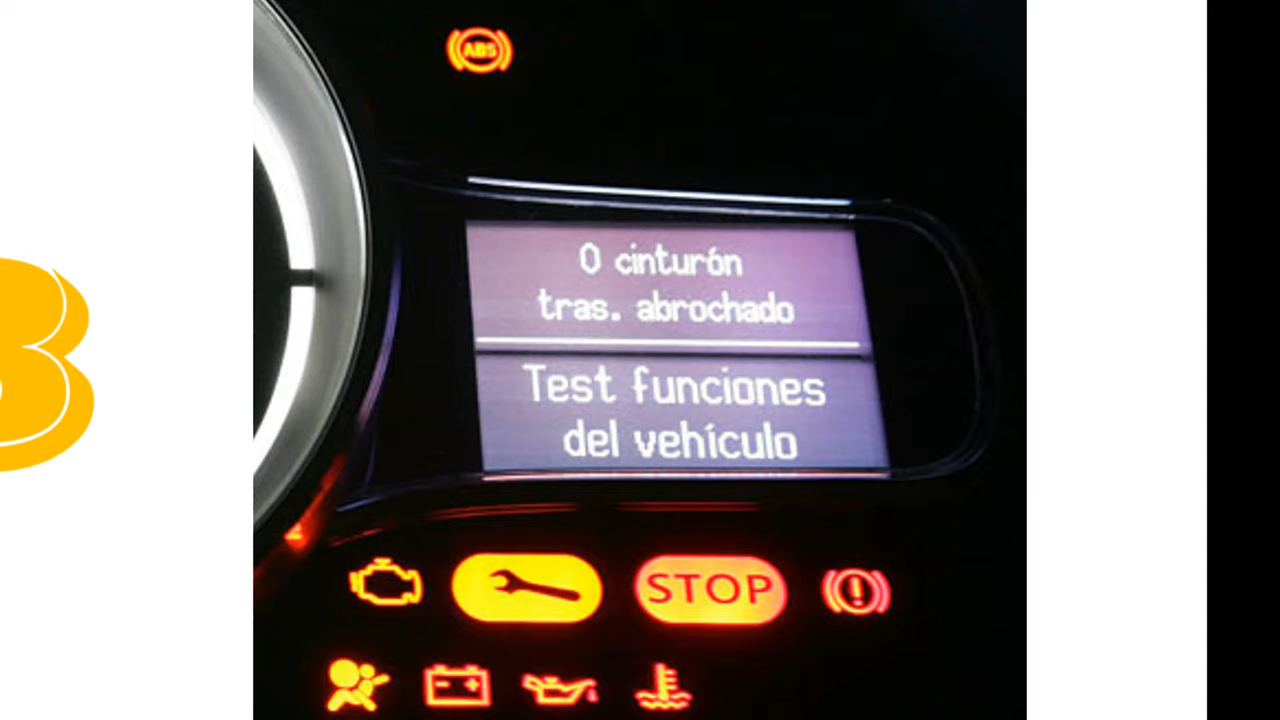 ABS
0 cinturón
tras. abrochado
Test funciones
del vehículo
STOP